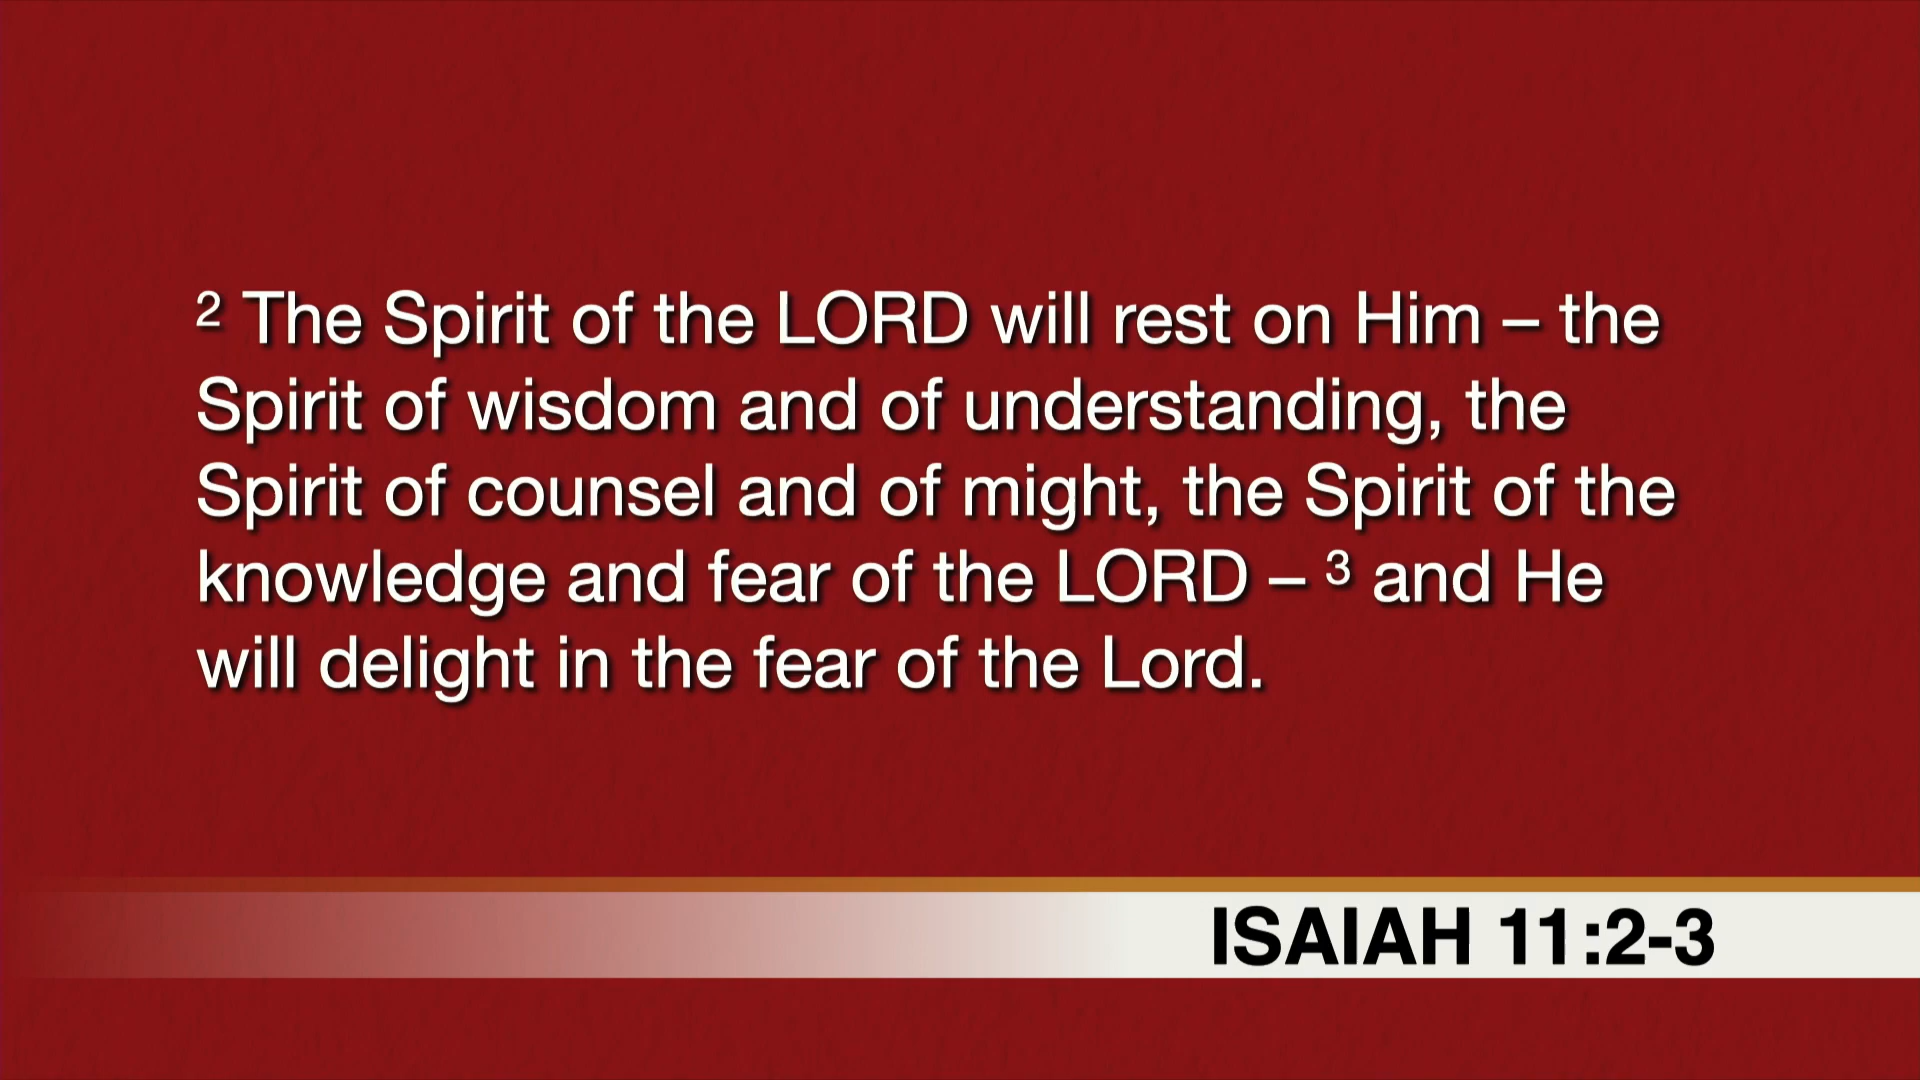 ² The Spirit of the LORD will rest on Him – the
Spirit of wisdom and of understanding, the
Spirit of counsel and of might, the Spirit of the
knowledge and fear of the LORD – ³ and He
will delight in the fear of the Lord.
ISAIAH 11:2-3